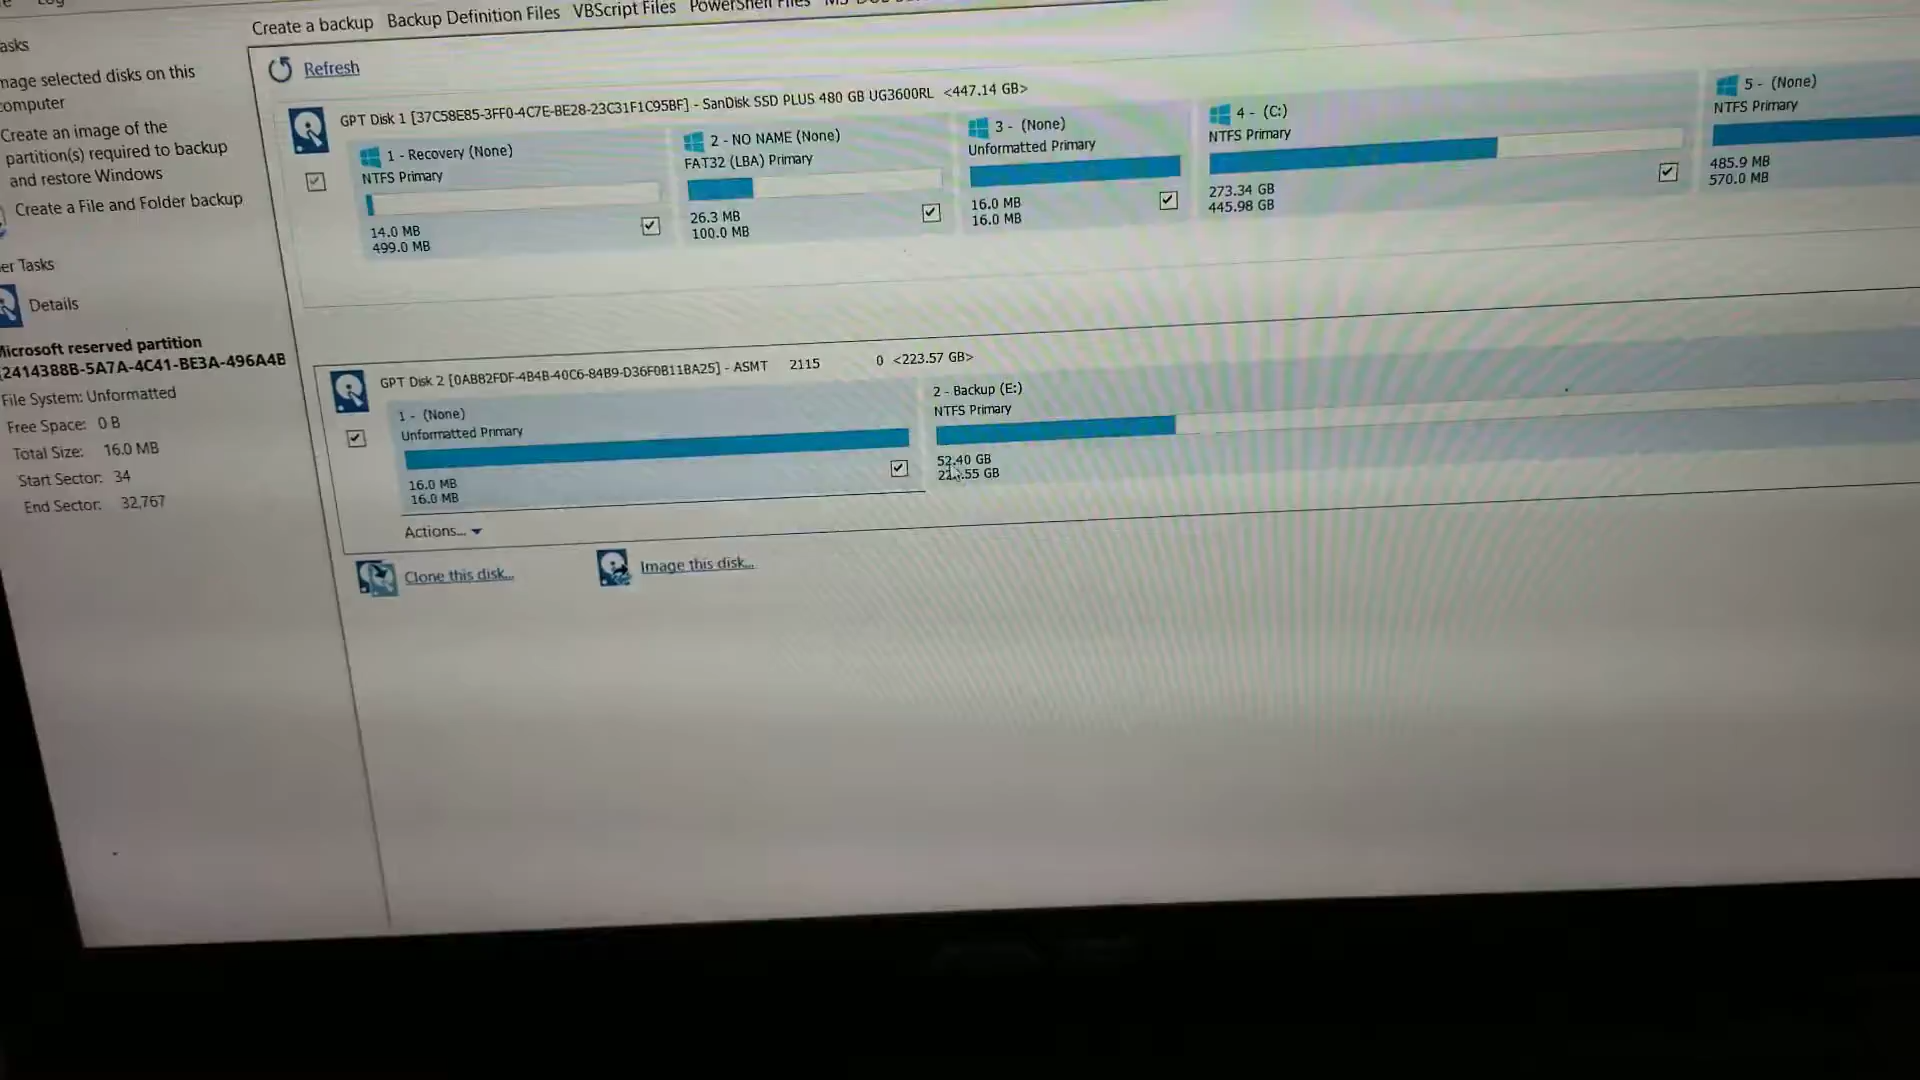 Create a backup Backup Definition Files VBScript Files PowerShell Files
Refresh
GPT Disk 1 [37C58E85-3FF0-4C7E-BE28-23C31F1C95BF] - SanDisk SSD PLUS 480 GB UG3600RL <447.14 GB>
1 - Recovery (None)
NTFS Primary
14.0 MB
499.0 MB
2 - NO NAME (None)
FAT32 (LBA) Primary
26.3 MB
100.0 MB
3 - (None)
Unformatted Primary
16.0 MB
16.0 MB
4 - (C:)
NTFS Primary
273.34 GB
445.98 GB
5 - (None)
NTFS Primary
485.9 MB
570.0 MB
GPT Disk 2 [0AB82FDF-4B4B-40C6-84B9-D36F0B11BA25] - ASMT 2115 0 <223.57 GB>
1 - (None)
Unformatted Primary
16.0 MB
16.0 MB
2 - Backup (E:)
NTFS Primary
52.40 GB
Actions...
Clone this disk...
Image this disk...
asks
mage selected disks on this
computer
Create an image of the
partition(s) required to backup
and restore Windows
Create a File and Folder backup
er Tasks
Details
Microsoft reserved partition
2414388B-5A7A-4C41-BE3A-496A4B
File System: Unformatted
Free Space: 0 B
Total Size: 16.0 MB
Start Sector: 34
End Sector: 32,767